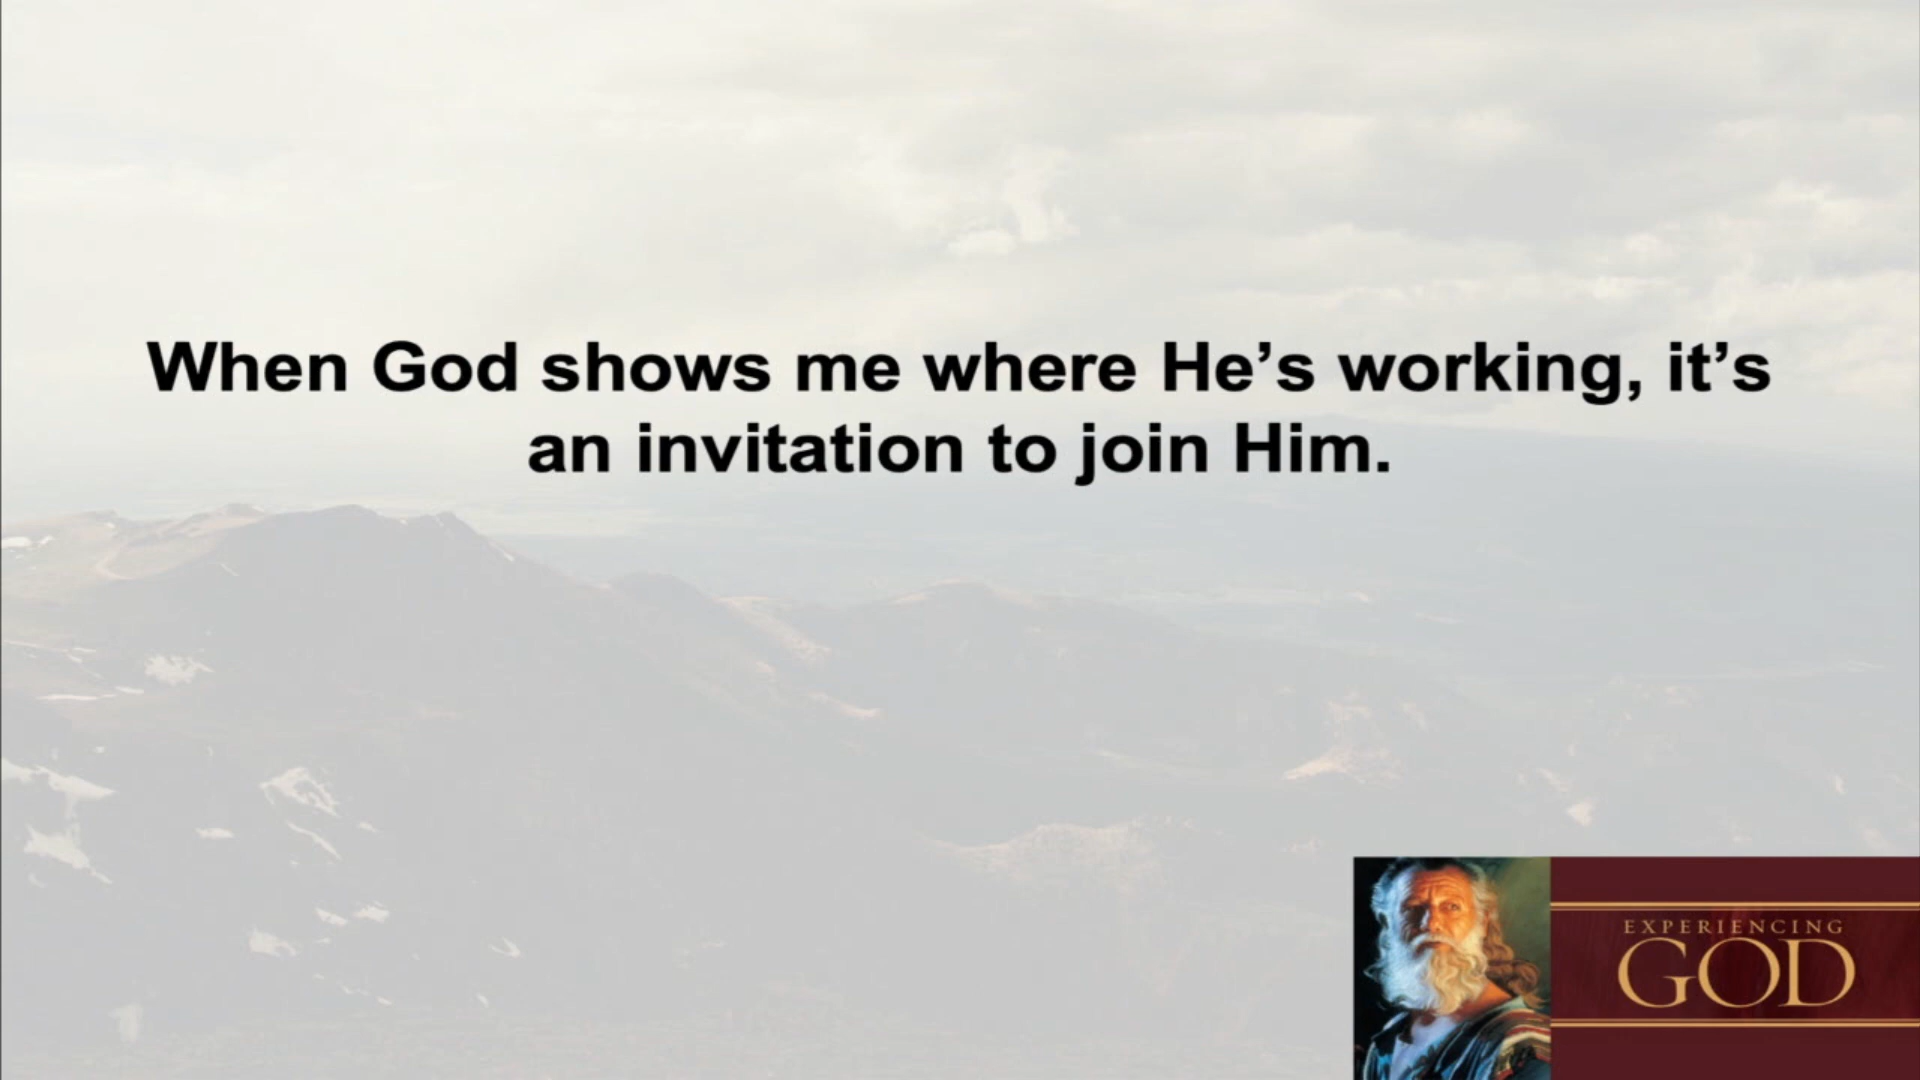 When God shows me where He’s working, it’s
an invitation to join Him.
EXPERIENCING
GOD